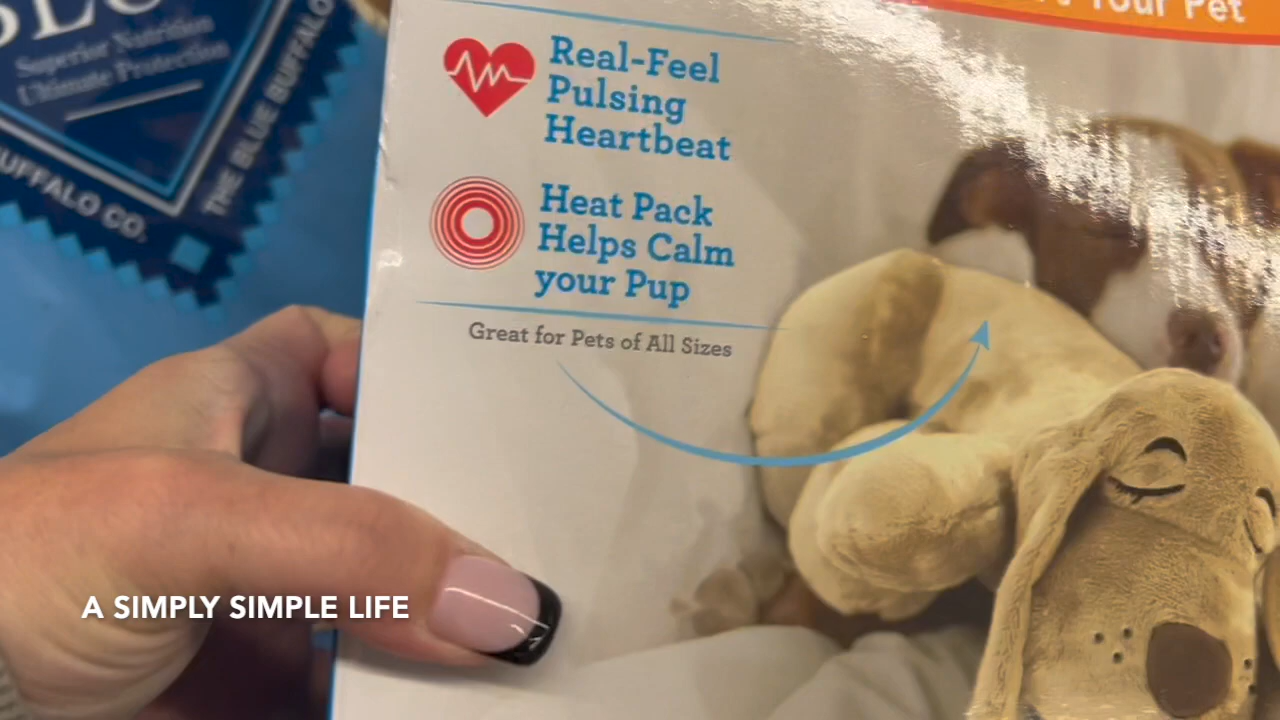 Your Pet
Superior Nutrition
Ultimate Protection
BUFFALO CO.
THE BLUE BUFFALO
Real-Feel
Pulsing
Heartbeat
Heat Pack
Helps Calm
your Pup
Great for Pets of All Sizes
A SIMPLY SIMPLE LIFE